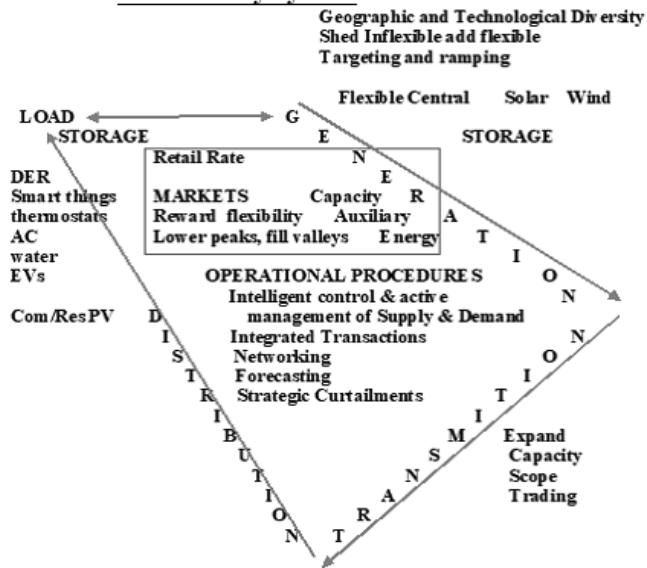 Geographic and Technological Diversity
Shed Inflexible add flexible
Targeting and ramping
Flexible Central Solar Wind
LOAD
GENERATION
STORAGE
STORAGE
Retail Rate
MARKETS Capacity
Reward flexibility Auxiliary
Lower peaks, fill valleys Energy
DER
Smart things
thermostats
AC
water
EVs
Com/Res PV
OPERATIONAL PROCEDURES
Intelligent control & active
management of Supply & Demand
Integrated Transactions
Networking
Forecasting
Strategic Curtailments
DISTRIBUTION
TRANSMITION
Expand
Capacity
Scope
Trading